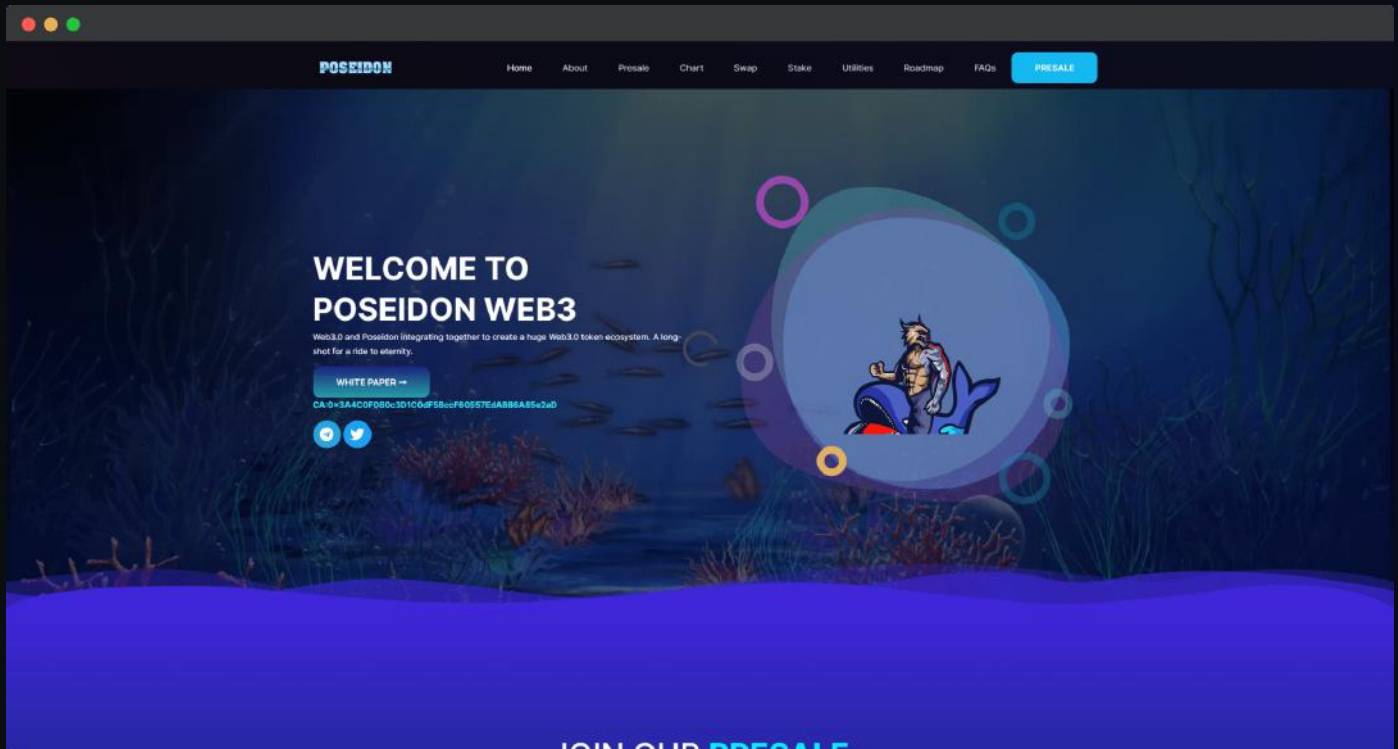 POSEIDON
Home About Presale Chart Swap Stake Utilities Roadmap FAQs PRESALE
WELCOME TO
POSEIDON WEB3
Web3.0 and Poseidon integrating together to create a huge Web3.0 token ecosystem. A long-
shot for a ride to eternity.
WHITE PAPER →
JOIN OUR PRESALE